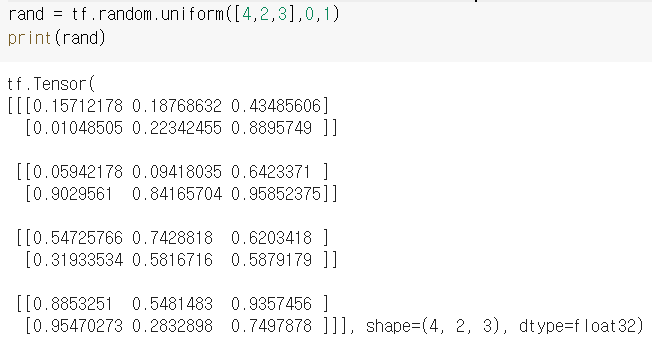 rand = tf.random.uniform([4,2,3],0,1)
print(rand)
tf.Tensor(
[[[0.15712178 0.18768632 0.43485606]
[0.01048505 0.22342455 0.8895749 ]]
[[0.05942178 0.09418035 0.6423371 ]
[0.9029561 0.84165704 0.95852375]]
[[0.54725766 0.7428818 0.6203418 ]
[0.31933534 0.5816716 0.5879179 ]]
[[0.8853251 0.5481483 0.9357456 ]
[0.95470273 0.2832898 0.7497878 ]]], shape=(4, 2, 3), dtype=float32)